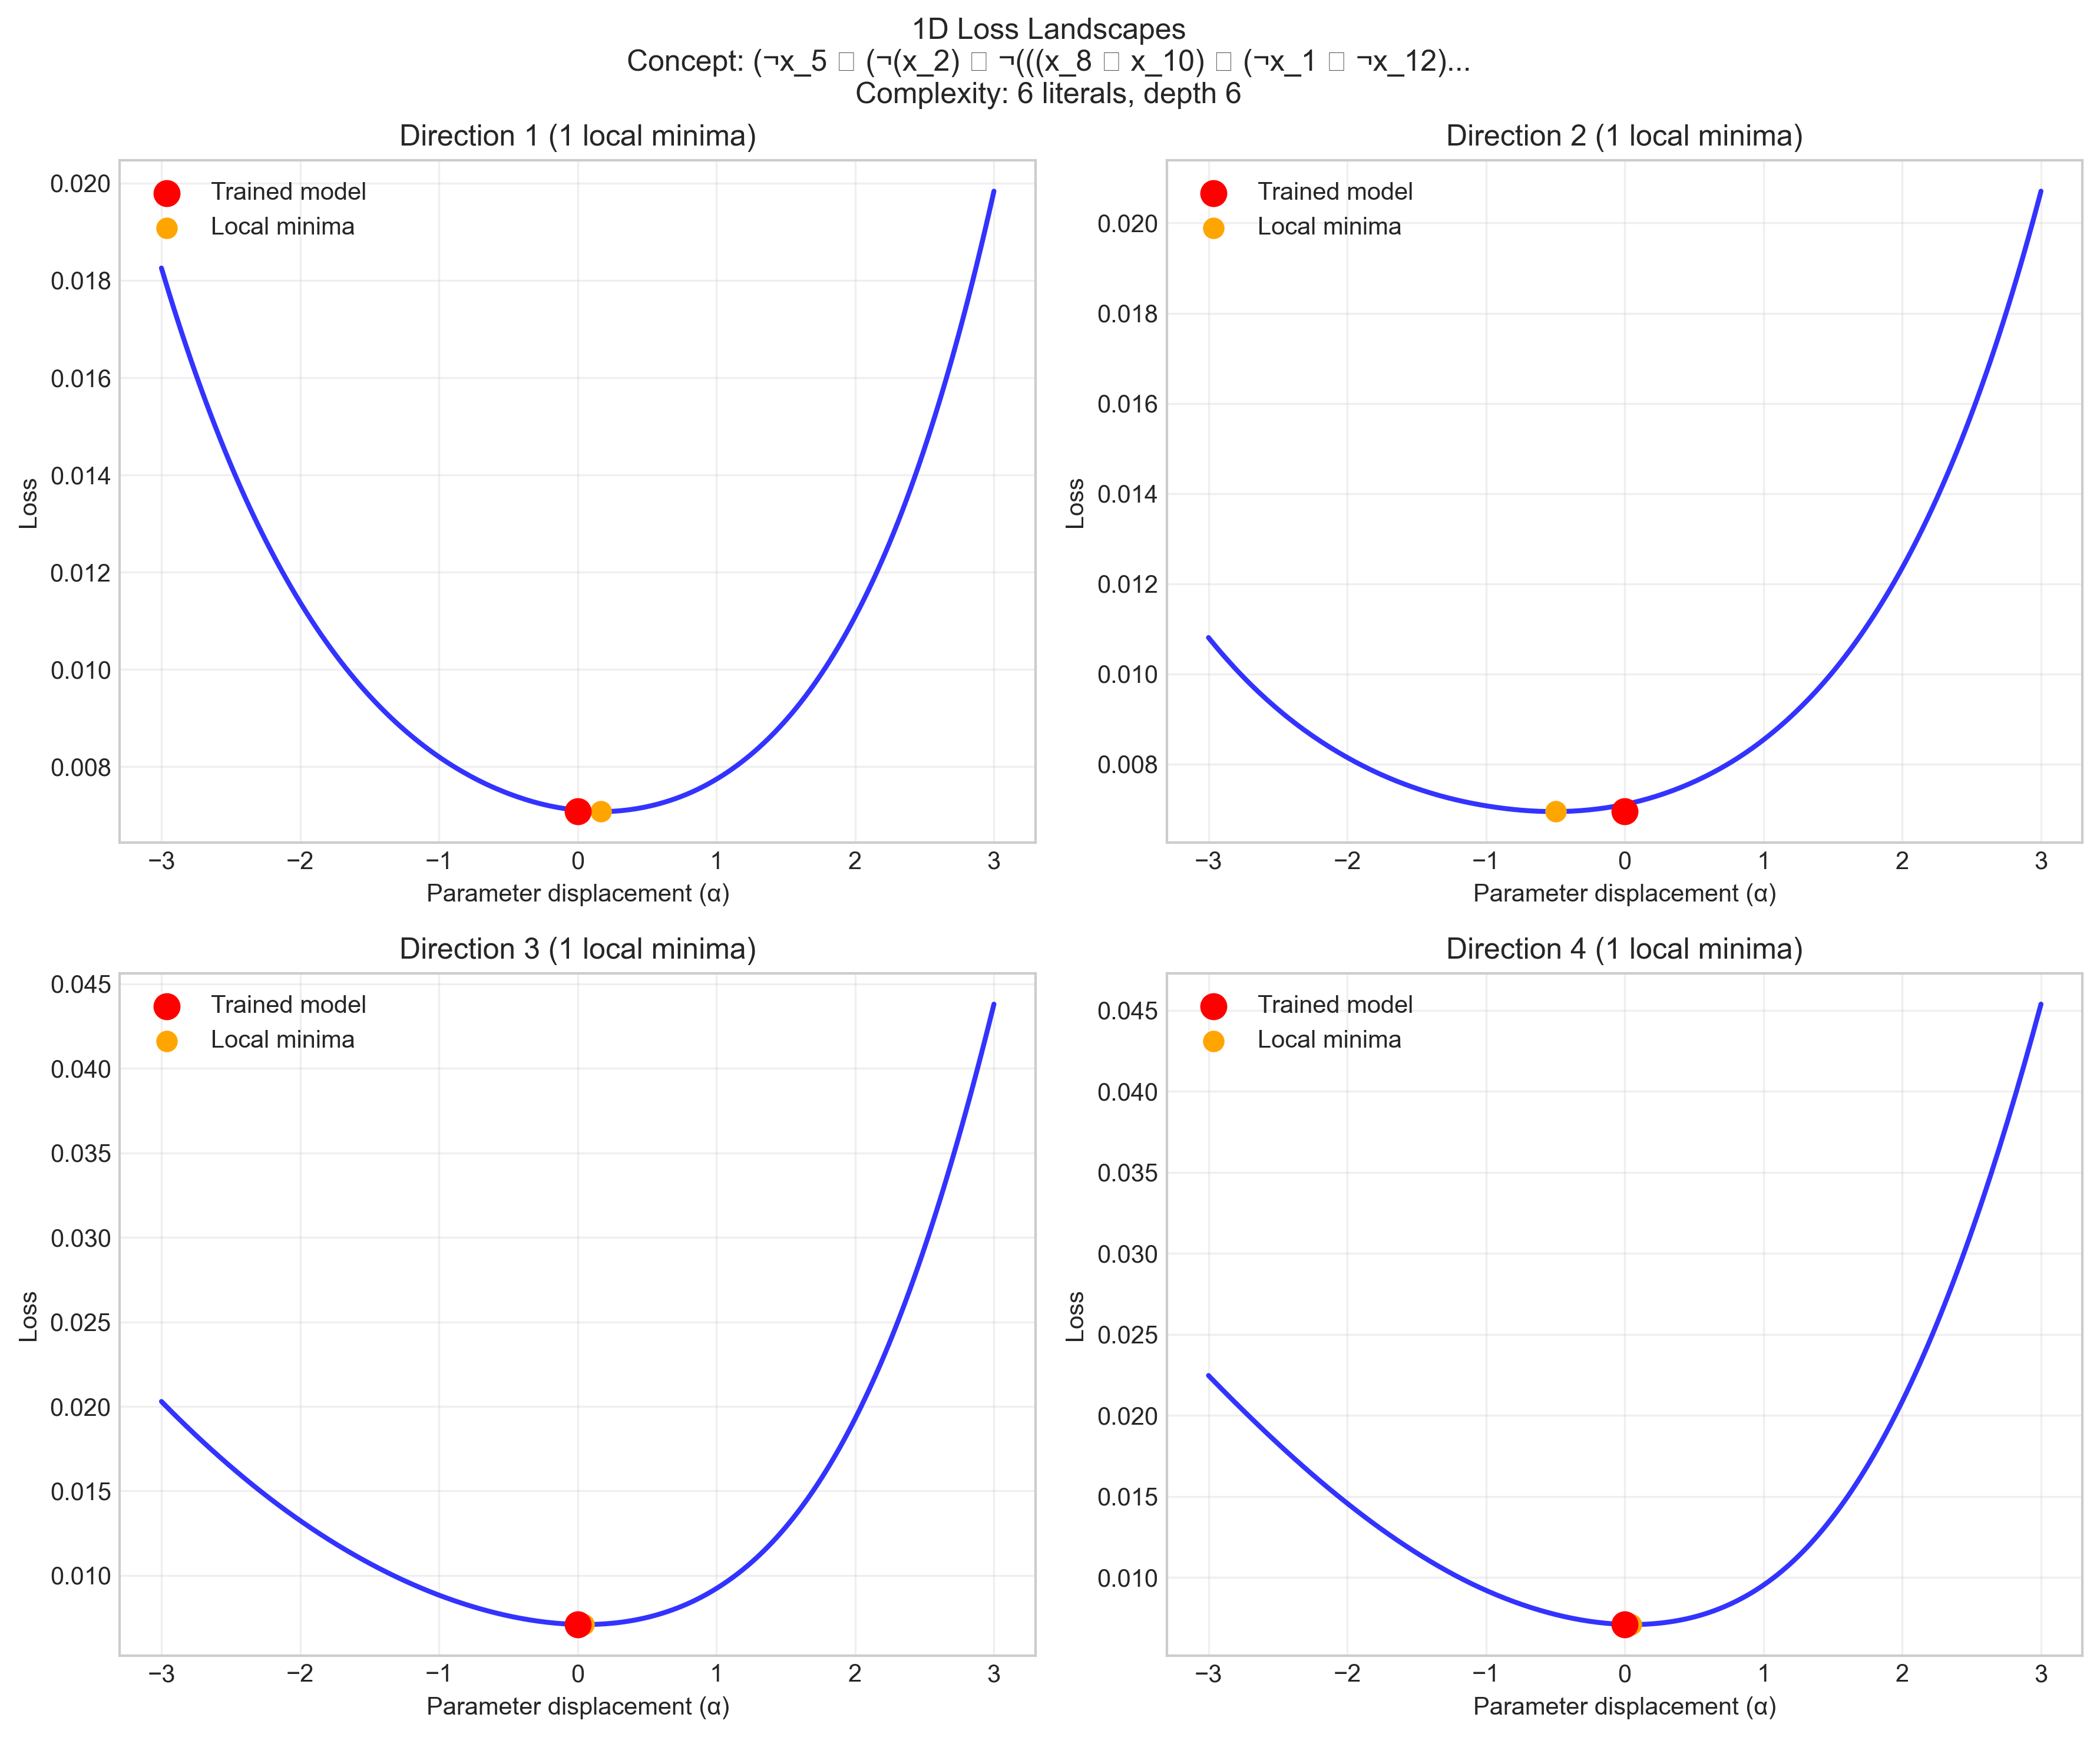 1D Loss Landscapes
Concept: (¬x_5 □ (¬(x_2) □ ¬(((x_8 □ x_10) □ (¬x_1 □ ¬x_12)...
Complexity: 6 literals, depth 6
Direction 1 (1 local minima)
Trained model
Local minima
0.020
0.018
0.016
0.014
0.012
0.010
0.008
Loss
−3 −2 −1 0 1 2 3
Parameter displacement (α)
Direction 2 (1 local minima)
Trained model
Local minima
0.020
0.018
0.016
0.014
0.012
0.010
0.008
Loss
−3 −2 −1 0 1 2 3
Parameter displacement (α)
Direction 3 (1 local minima)
Trained model
Local minima
0.045
0.040
0.035
0.030
0.025
0.020
0.015
0.010
Loss
−3 −2 −1 0 1 2 3
Parameter displacement (α)
Direction 4 (1 local minima)
Trained model
Local minima
0.045
0.040
0.035
0.030
0.025
0.020
0.015
0.010
Loss
−3 −2 −1 0 1 2 3
Parameter displacement (α)